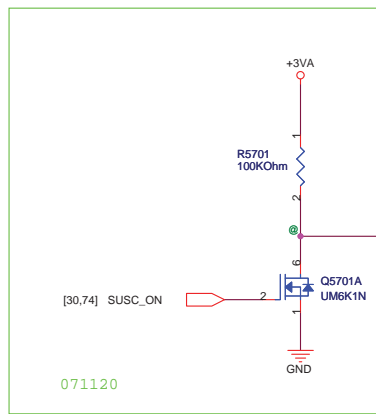 +3VA
1
R5701
100KOhm
2
@
6
Q5701A
[30,74] SUSC_ON
2
UM6K1N
1
GND
071120